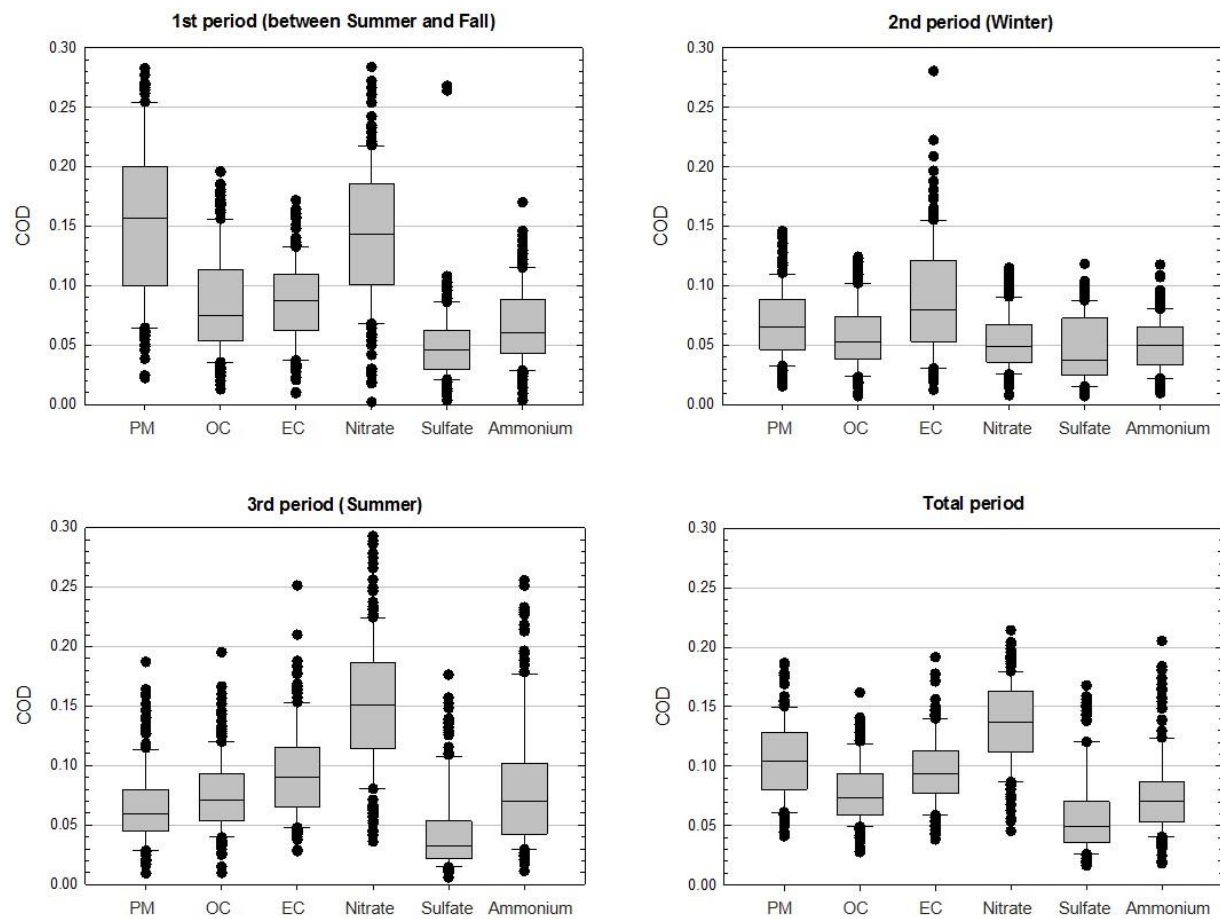 1st period (between Summer and Fall)
0.30
0.25
0.20
0.15
0.10
0.05
0.00
COD
PM OC EC Nitrate Sulfate Ammonium
2nd period (Winter)
0.30
0.25
0.20
0.15
0.10
0.05
0.00
COD
PM OC EC Nitrate Sulfate Ammonium
3rd period (Summer)
0.30
0.25
0.20
0.15
0.10
0.05
0.00
COD
PM OC EC Nitrate Sulfate Ammonium
Total period
0.30
0.25
0.20
0.15
0.10
0.05
0.00
COD
PM OC EC Nitrate Sulfate Ammonium